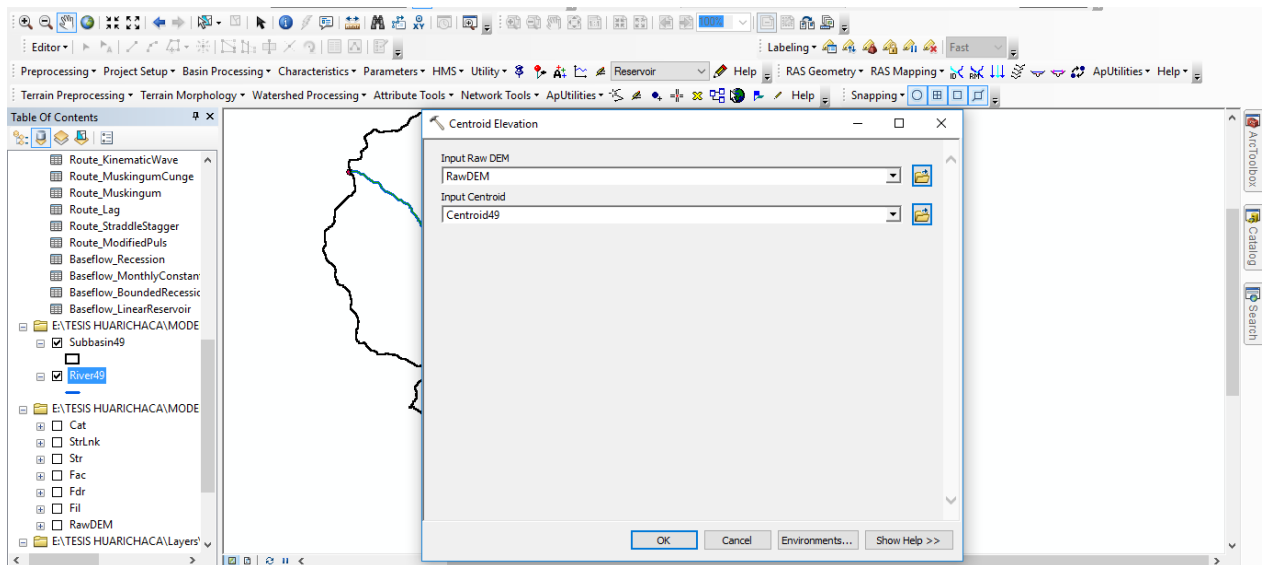 100%
Editor
Labeling
Fast
Preprocessing Project Setup Basin Processing Characteristics Parameters HMS Utility Reservoir Help RAS Geometry RAS Mapping ApUtilities Help
Terrain Preprocessing Terrain Morphology Watershed Processing Attribute Tools Network Tools ApUtilities Help Snapping
Table Of Contents
Route_KinematicWave
Route_MuskingumCunge
Route_Muskingum
Route_Lag
Route_StraddleStagger
Route_ModifiedPuls
Baseflow_Recession
Baseflow_MonthlyConstan
Baseflow_BoundedRecessic
Baseflow_LinearReservoir
E:\TESIS HUARICHACA\MODE
Subbasin49
River49
E:\TESIS HUARICHACA\MODE
Cat
StrLnk
Str
Fac
Fdr
Fil
RawDEM
E:\TESIS HUARICHACA\Layers\
Centroid Elevation
Input Raw DEM
RawDEM
Input Centroid
Centroid49
OK Cancel Environments... Show Help >>
ArcToolbox
Catalog
Search